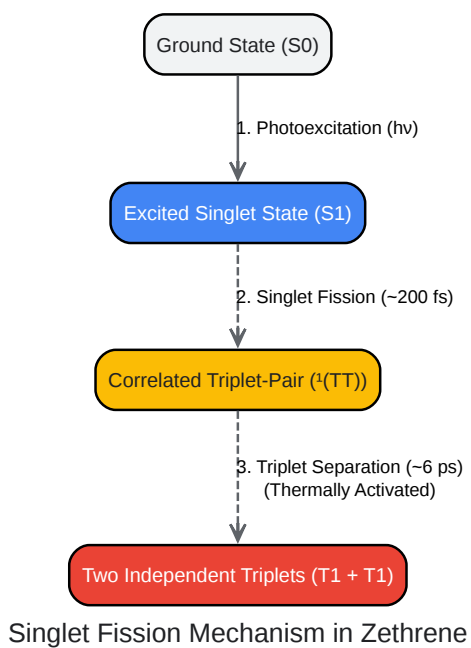 Ground State (S0)
1. Photoexcitation (hν)
Excited Singlet State (S1)
2. Singlet Fission (~200 fs)
Correlated Triplet-Pair (¹(TT))
3. Triplet Separation (~6 ps)
(Thermally Activated)
Two Independent Triplets (T1 + T1)
Singlet Fission Mechanism in Zethrene